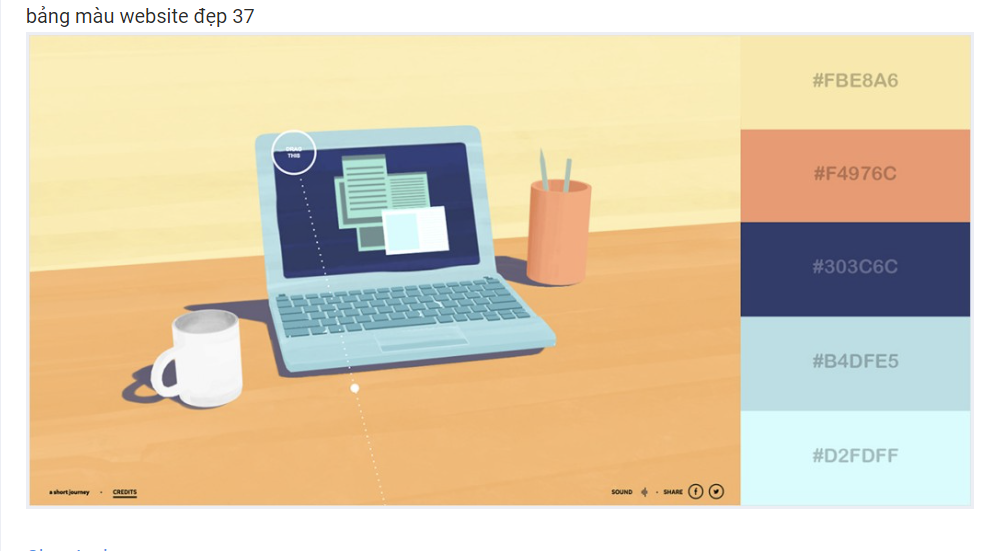 bảng màu website đẹp 37
#FBE8A6
DRAG
THIS
#F4976C
#303C6C
#B4DFE5
#D2FDFF
a short journey • CREDITS
SOUND • SHARE